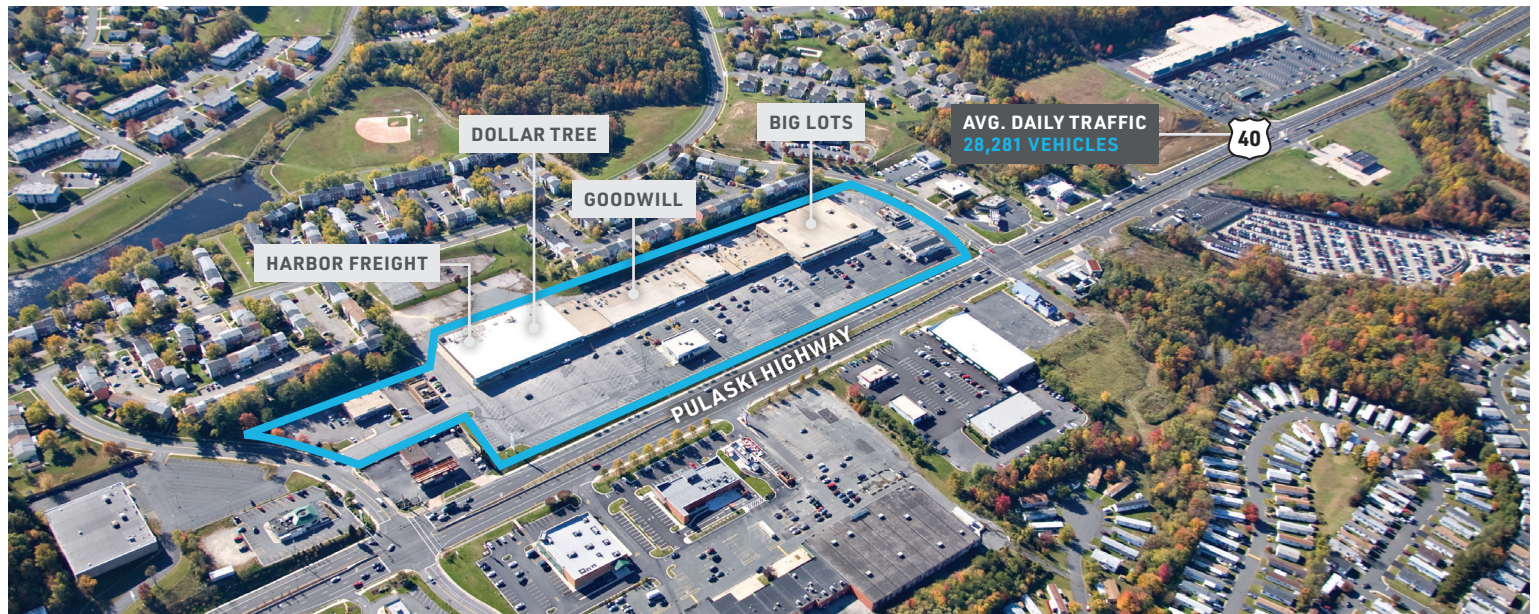 DOLLAR TREE
BIG LOTS
AVG. DAILY TRAFFIC
28,281 VEHICLES
40
GOODWILL
HARBOR FREIGHT
PULASKI HIGHWAY